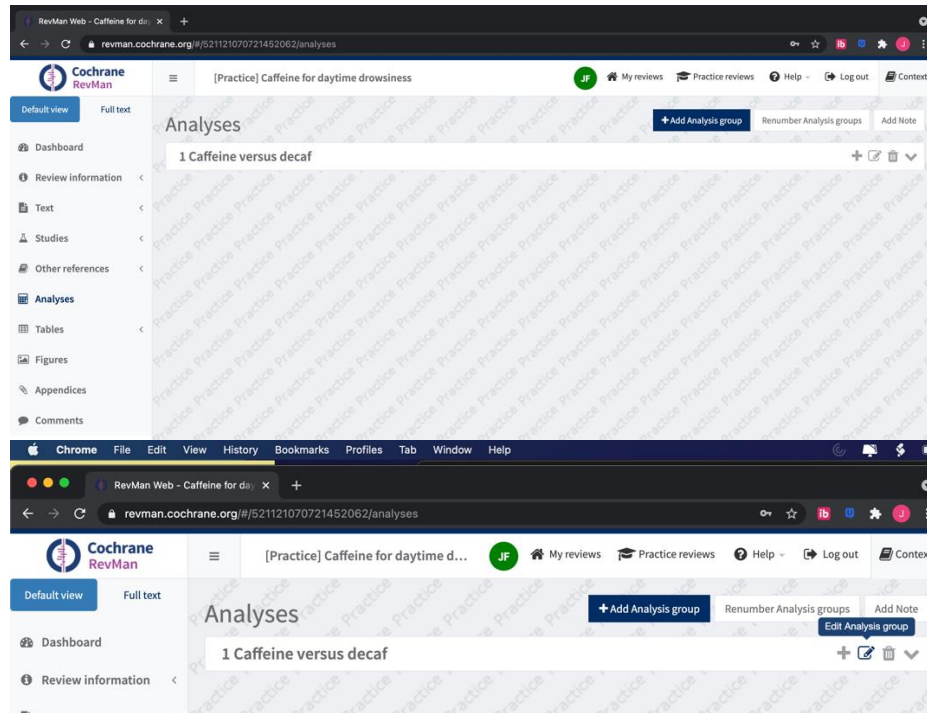 RevMan Web - Caffeine for day
revman.cochrane.org/#/521121070721452062/analyses
Cochrane
RevMan
[Practice] Caffeine for daytime drowsiness
JF My reviews Practice reviews Help Log out Context
Default view Full text
Analyses
+ Add Analysis group Renumber Analysis groups Add Note
Dashboard
1 Caffeine versus decaf
Review information
Text
Studies
Other references
Analyses
Tables
Figures
Appendices
Comments
Practice
Chrome File Edit View History Bookmarks Profiles Tab Window Help
RevMan Web - Caffeine for day
revman.cochrane.org/#/521121070721452062/analyses
Cochrane
RevMan
[Practice] Caffeine for daytime d...
JF My reviews Practice reviews Help Log out Contex
Default view Full text
Analyses
+ Add Analysis group Renumber Analysis groups Add Note
Edit Analysis group
Dashboard
1 Caffeine versus decaf
Review information
Practice